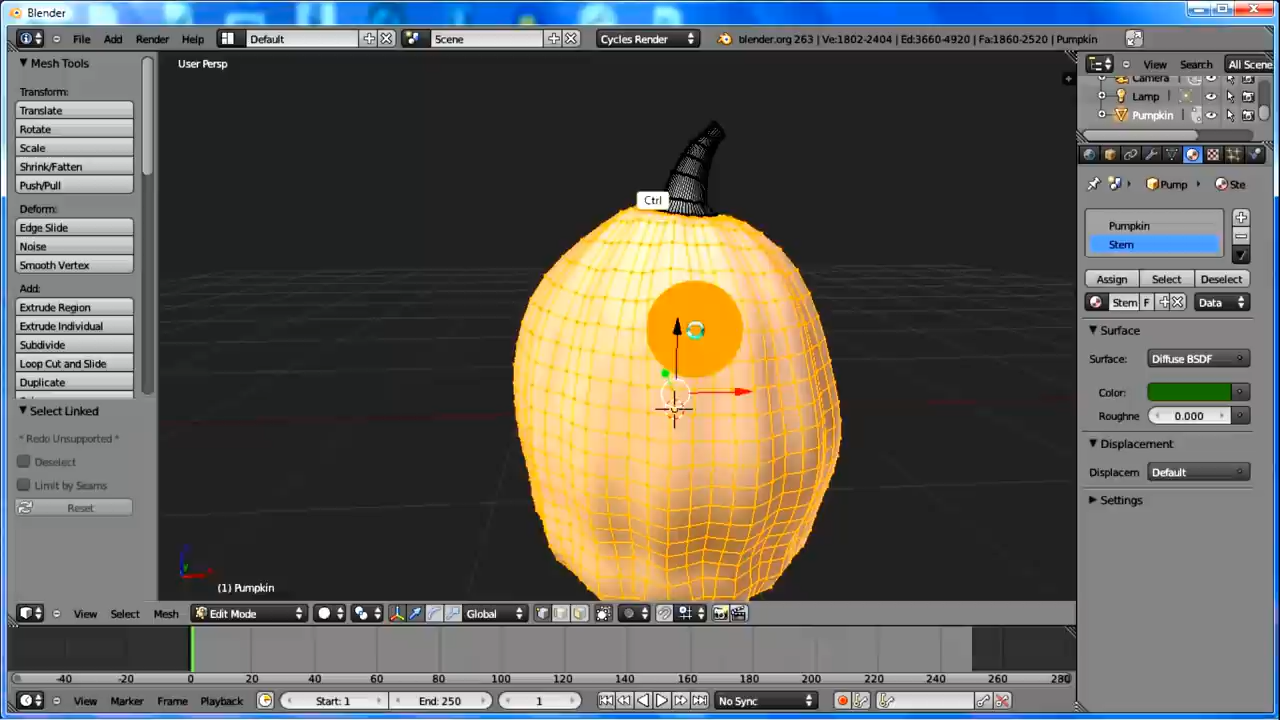 Blender
File Add Render Help Default Scene Cycles Render blender.org 263 | Ve:1802-2404 | Ed:3660-4920 | Fa:1860-2520 | Pumpkin
Mesh Tools
User Persp
View Search All Scene
Camera
Lamp
Pumpkin
Transform:
Translate
Rotate
Scale
Shrink/Fatten
Push/Pull
Deform:
Edge Slide
Noise
Smooth Vertex
Add:
Extrude Region
Extrude Individual
Subdivide
Loop Cut and Slide
Duplicate
Select Linked
* Redo Unsupported *
Deselect
Limit by Seams
Reset
Ctrl
(1) Pumpkin
Pump Ste
Pumpkin
Stem
Assign Select Deselect
Stem F Data
Surface
Surface: Diffuse BSDF
Color:
Roughne 0.000
Displacement
Displacem Default
Settings
View Select Mesh Edit Mode Global
-40 -20 0 20 40 60 80 100 120 140 160 180 200 220 240 260 280
View Marker Frame Playback Start: 1 End: 250 1 No Sync